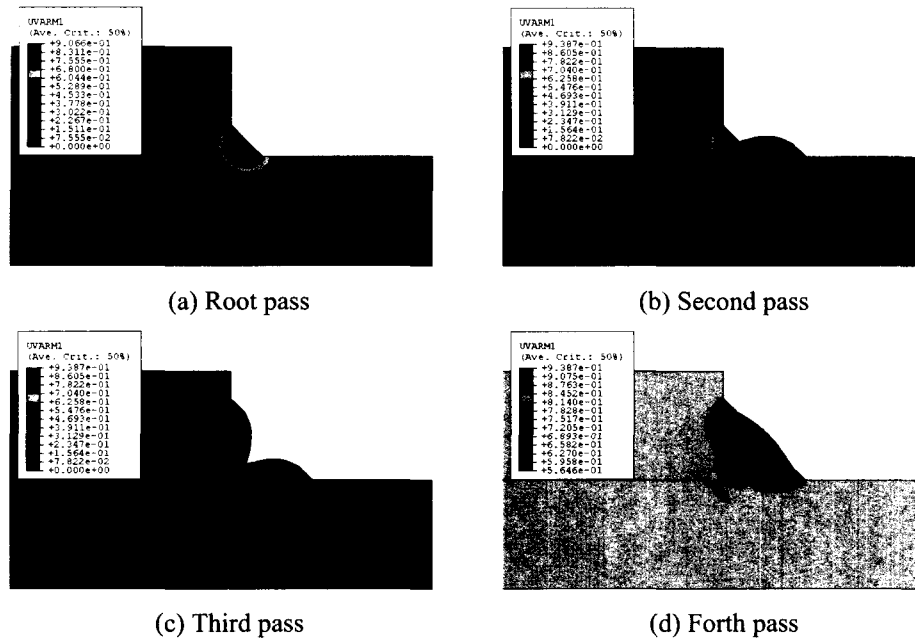 UVARM1
(Ave. Crit.: 50%)
+9.066e-01
+8.311e-01
+7.555e-01
+6.800e-01
+6.044e-01
+5.289e-01
+4.533e-01
+3.778e-01
+3.022e-01
+2.267e-01
+1.511e-01
+7.555e-02
+0.000e+00
(a) Root pass
UVARM1
(Ave. Crit.: 50%)
+9.387e-01
+8.605e-01
+7.822e-01
+7.040e-01
+6.258e-01
+5.476e-01
+4.693e-01
+3.911e-01
+3.129e-01
+2.347e-01
+1.564e-01
+7.822e-02
+0.000e+00
(b) Second pass
UVARM1
(Ave. Crit.: 50%)
+9.387e-01
+8.605e-01
+7.822e-01
+7.040e-01
+6.258e-01
+5.476e-01
+4.693e-01
+3.911e-01
+3.129e-01
+2.347e-01
+1.564e-01
+7.822e-02
+0.000e+00
(c) Third pass
UVARM1
(Ave. Crit.: 50%)
+9.387e-01
+9.075e-01
+8.763e-01
+8.452e-01
+8.140e-01
+7.828e-01
+7.517e-01
+7.205e-01
+6.893e-01
+6.582e-01
+6.270e-01
+5.958e-01
+5.646e-01
(d) Forth pass